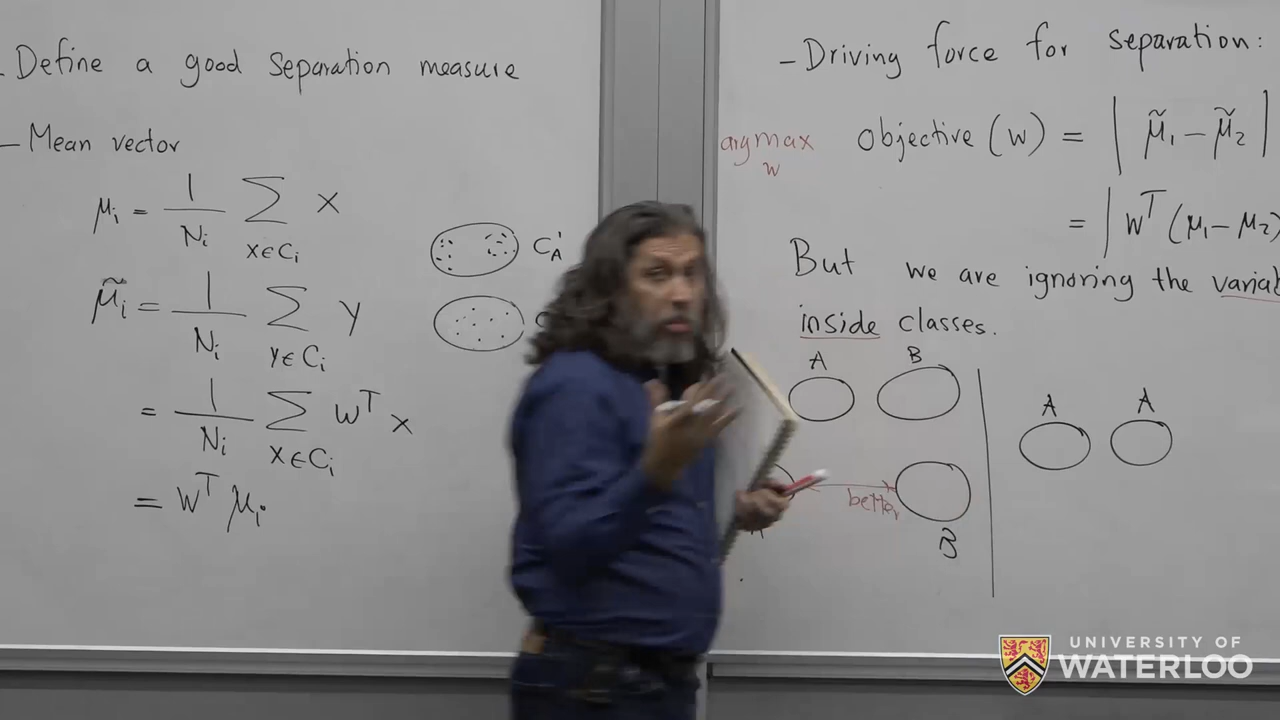 - Define a good separation measure
- Mean vector
μi = 1/Ni Σ x∈Ci x
μ̃i = 1/Ni Σ y∈Ci y
= 1/Ni Σ x∈Ci wᵀ x
= wᵀ μi
C'A
- Driving force for separation:
argmax w objective (w) = | μ̃1 - μ̃2 |
= | wᵀ (μ1 - μ2)
But we are ignoring the
inside classes.
A B
better
B
A A
UNIVERSITY OF
WATERLOO